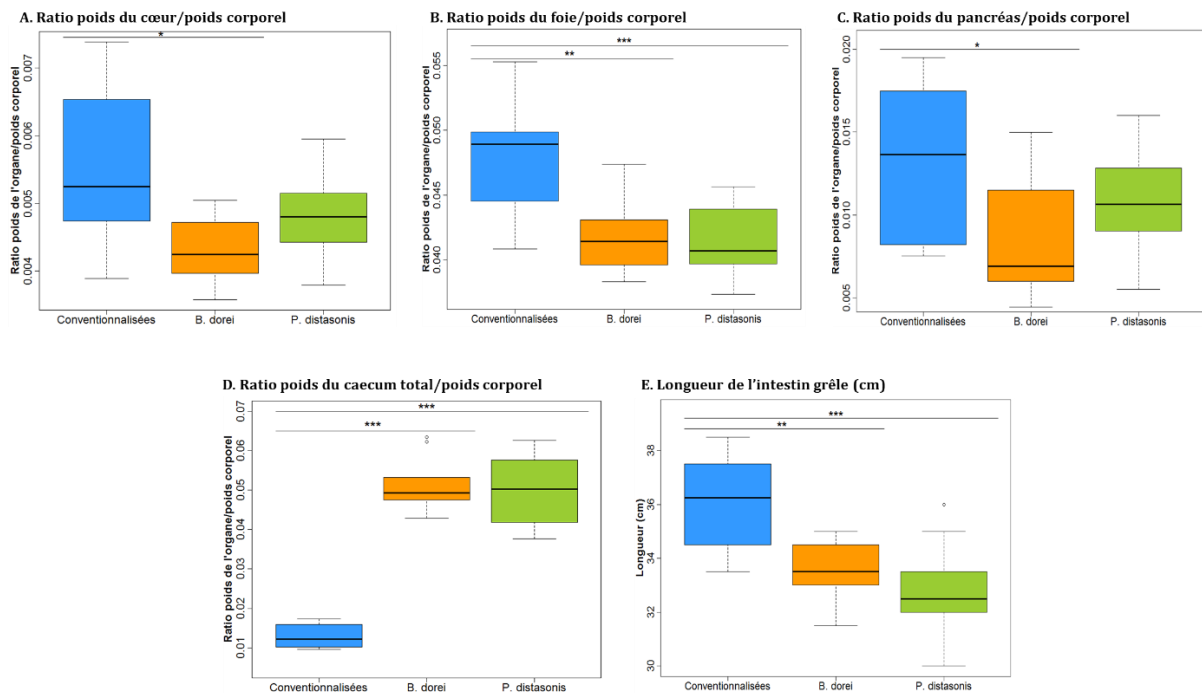 A. Ratio poids du cœur/poids corporel
Ratio poids de l'organe/poids corporel
0.007
0.006
0.005
0.004
*
Conventionnalisées B. dorei P. distasonis
B. Ratio poids du foie/poids corporel
Ratio poids de l'organe/poids corporel
0.055
0.050
0.045
0.040
***
**
Conventionnalisées B. dorei P. distasonis
C. Ratio poids du pancréas/poids corporel
Ratio poids de l'organe/poids corporel
0.020
0.015
0.010
0.005
*
Conventionnalisées B. dorei P. distasonis
D. Ratio poids du caecum total/poids corporel
Ratio poids de l'organe/poids corporel
0.07
0.06
0.05
0.04
0.03
0.02
0.01
***
***
Conventionnalisées B. dorei P. distasonis
E. Longueur de l'intestin grêle (cm)
Longueur (cm)
38
36
34
32
30
***
**
Conventionnalisées B. dorei P. distasonis